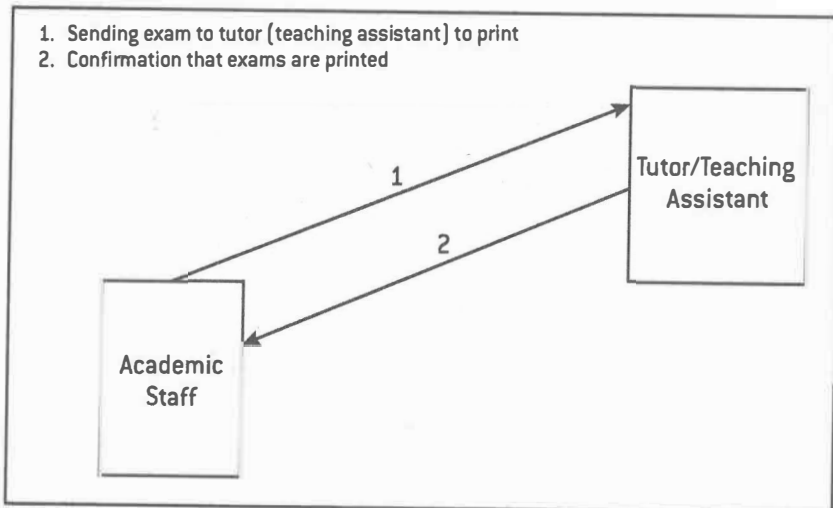 1. Sending exam to tutor (teaching assistant) to print
2. Confirmation that exams are printed
1
Tutor/Teaching
Assistant
2
Academic
Staff